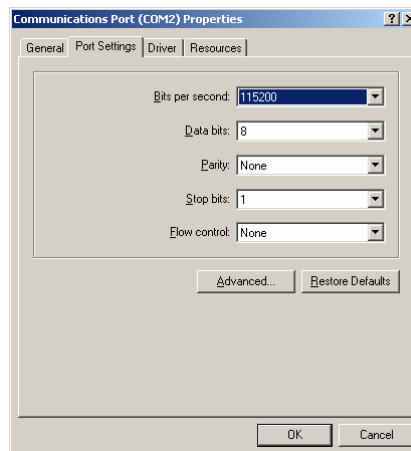 Communications Port (COM2) Properties
General Port Settings Driver Resources
Bits per second: 115200
Data bits: 8
Parity: None
Stop bits: 1
Flow control: None
Advanced... Restore Defaults
OK Cancel